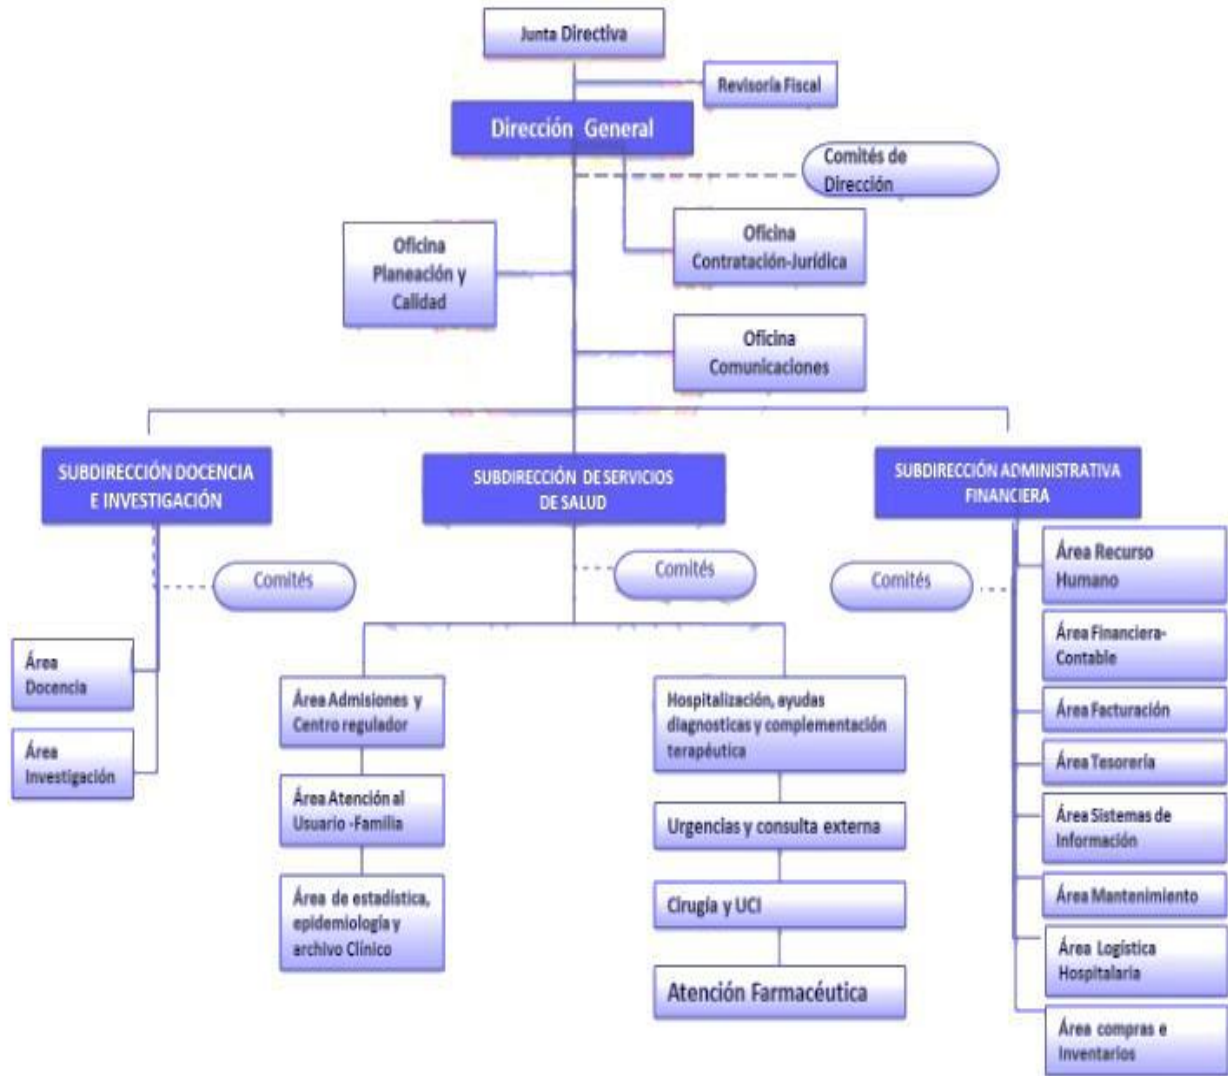 Junta Directiva
Revisoría Fiscal
Dirección General
Comités de
Dirección
Oficina
Planeación y
Calidad
Oficina
Contratación-Jurídica
Oficina
Comunicaciones
SUBDIRECCIÓN DOCENCIA
E INVESTIGACIÓN
SUBDIRECCIÓN DE SERVICIOS
DE SALUD
SUBDIRECCIÓN ADMINISTRATIVA
FINANCIERA
Comités
Comités
Comités
Área
Docencia
Área
Investigación
Área Admisiones y
Centro regulador
Área Atención al
Usuario -Familia
Área de estadística,
epidemiología y
archivo Clínico
Hospitalización, ayudas
diagnosticas y complementación
terapéutica
Urgencias y consulta externa
Cirugía y UCI
Atención Farmacéutica
Área Recurso
Humano
Área Financiera-
Contable
Área Facturación
Área Tesorería
Área Sistemas de
Información
Área Mantenimiento
Área Logística
Hospitalaria
Área compras e
Inventarios